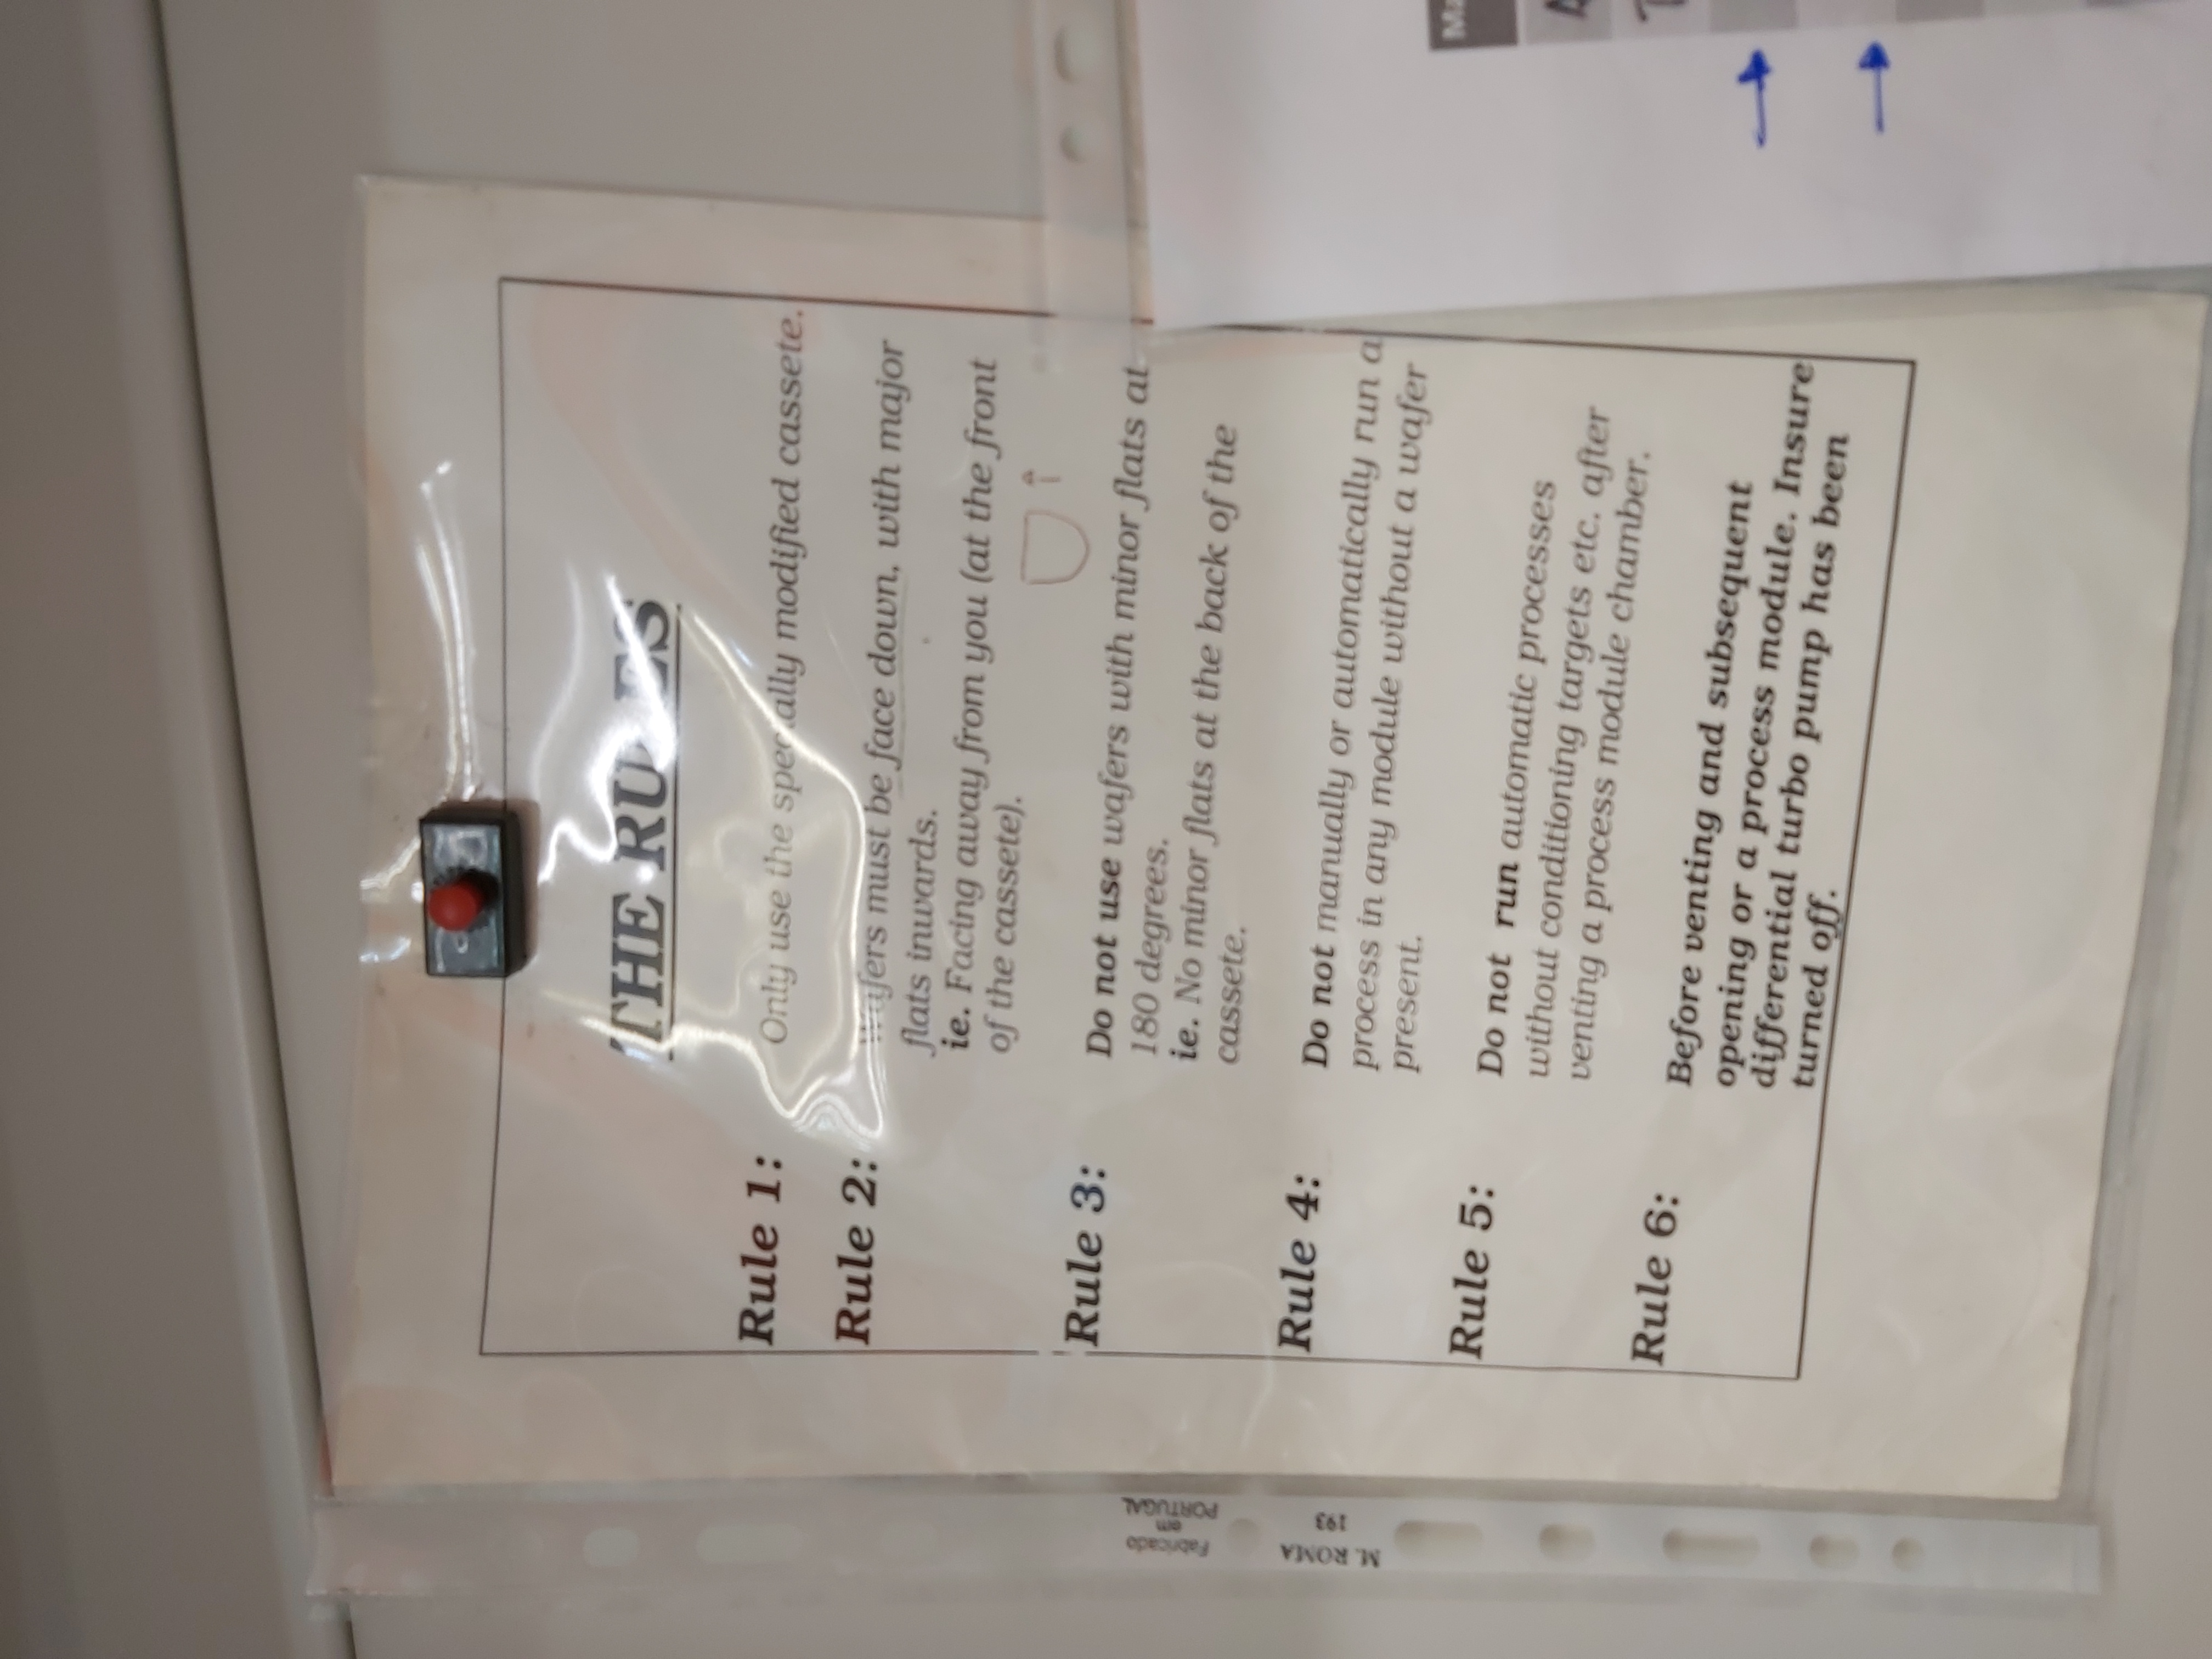 THE RULES
Rule 1: Only use the specially modified cassete.
Rule 2: Wafers must be face down, with major
flats inwards.
ie. Facing away from you (at the front
of the cassete).
Rule 3: Do not use wafers with minor flats at
180 degrees.
ie. No minor flats at the back of the
cassete.
Rule 4: Do not manually or automatically run a
process in any module without a wafer
present.
Rule 5: Do not run automatic processes
without conditioning targets etc. after
venting a process module chamber.
Rule 6: Before venting and subsequent
opening or a process module. Insure
differential turbo pump has been
turned off.
M. ROMA
193
Fabricado
em
PORTUGAL